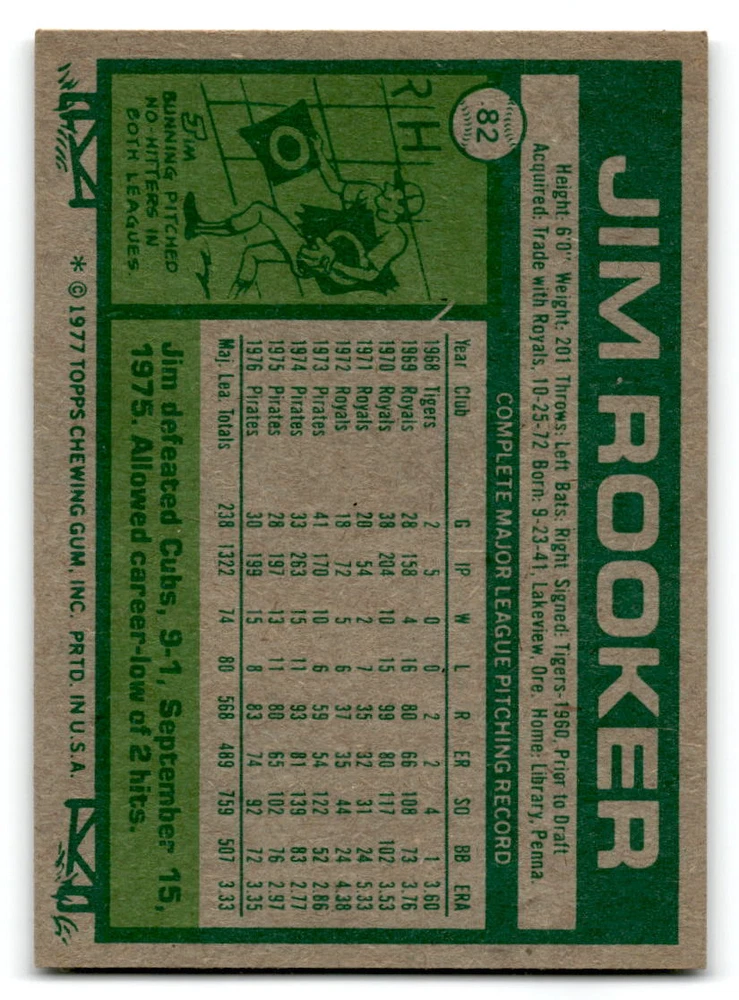 82
JIM ROOKER
Height: 6'0" Weight: 201 Throws: Left Bats: Right Signed: Tigers-1960, Prior to Draft
Acquired: Trade with Royals, 10-25-72 Born: 9-23-41, Lakeview, Ore. Home: Library, Penna.
COMPLETE MAJOR LEAGUE PITCHING RECORD
Year Club G IP W L R ER SO BB ERA
1968 Tigers 2 5 0 0 2 2 4 1 3.60
1969 Royals 28 158 4 16 80 66 108 73 3.76
1970 Royals 38 204 10 15 99 80 117 102 3.53
1971 Royals 20 54 2 7 35 32 31 24 5.33
1972 Royals 18 72 5 6 37 35 44 24 4.38
1973 Pirates 41 170 10 6 59 54 122 52 2.86
1974 Pirates 33 263 15 11 93 81 139 83 2.77
1975 Pirates 28 197 13 11 80 65 102 76 2.97
1976 Pirates 30 199 15 8 83 74 92 72 3.35
Maj. Lea. Totals 238 1322 74 80 568 489 759 507 3.33
R H
0
0
JIM
BUNNING PITCHED
NO-HITTERS IN
BOTH LEAGUES
Jim defeated Cubs, 9-1, September 15,
1975. Allowed career-low of 2 hits.
* © 1977 TOPPS CHEWING GUM, INC. PRTD. IN U.S.A.